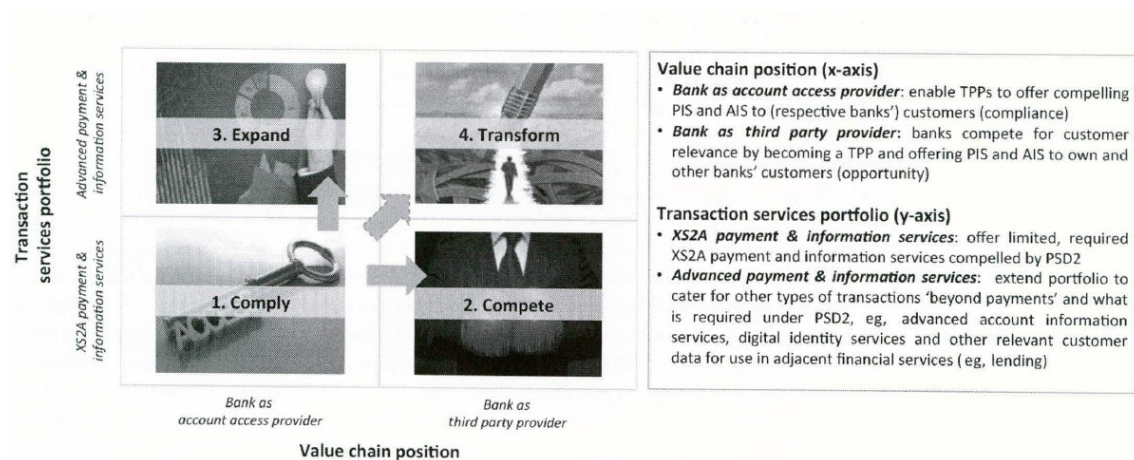 Transaction
services portfolio
Advanced payment &
information services
XS2A payment &
information services
3. Expand
4. Transform
1. Comply
2. Compete
Bank as
account access provider
Bank as
third party provider
Value chain position
Value chain position (x-axis)
• Bank as account access provider: enable TPPs to offer compelling
PIS and AIS to (respective banks') customers (compliance)
• Bank as third party provider: banks compete for customer
relevance by becoming a TPP and offering PIS and AIS to own and
other banks' customers (opportunity)
Transaction services portfolio (y-axis)
• XS2A payment & information services: offer limited, required
XS2A payment and information services compelled by PSD2
• Advanced payment & information services: extend portfolio to
cater for other types of transactions 'beyond payments' and what
is required under PSD2, eg, advanced account information
services, digital identity services and other relevant customer
data for use in adjacent financial services (eg, lending)